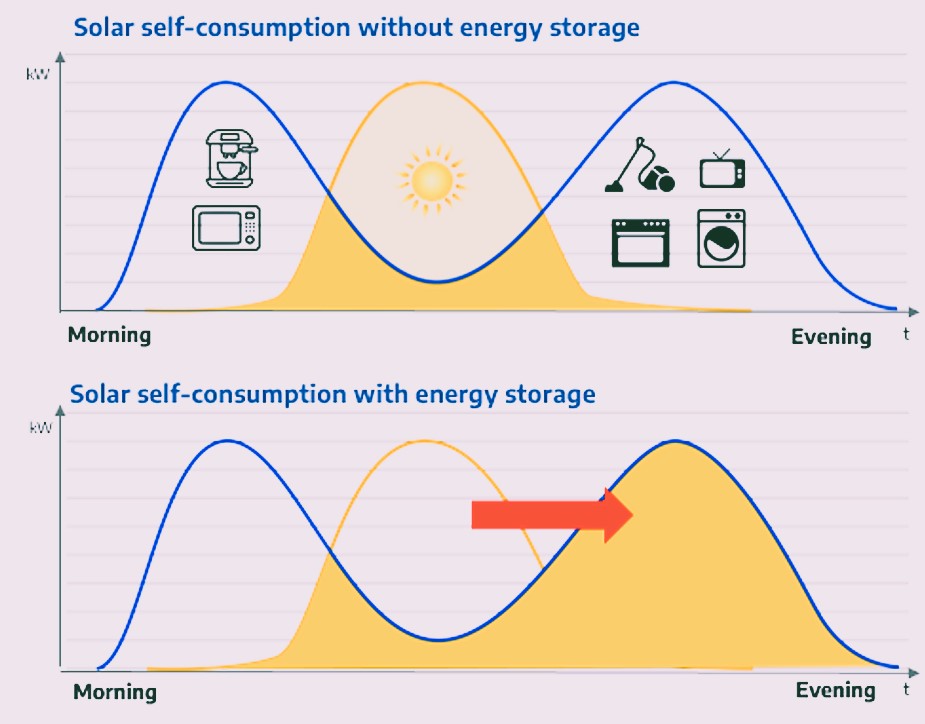 Solar self-consumption without energy storage
kW
Morning
Evening t
Solar self-consumption with energy storage
kW
Morning
Evening t